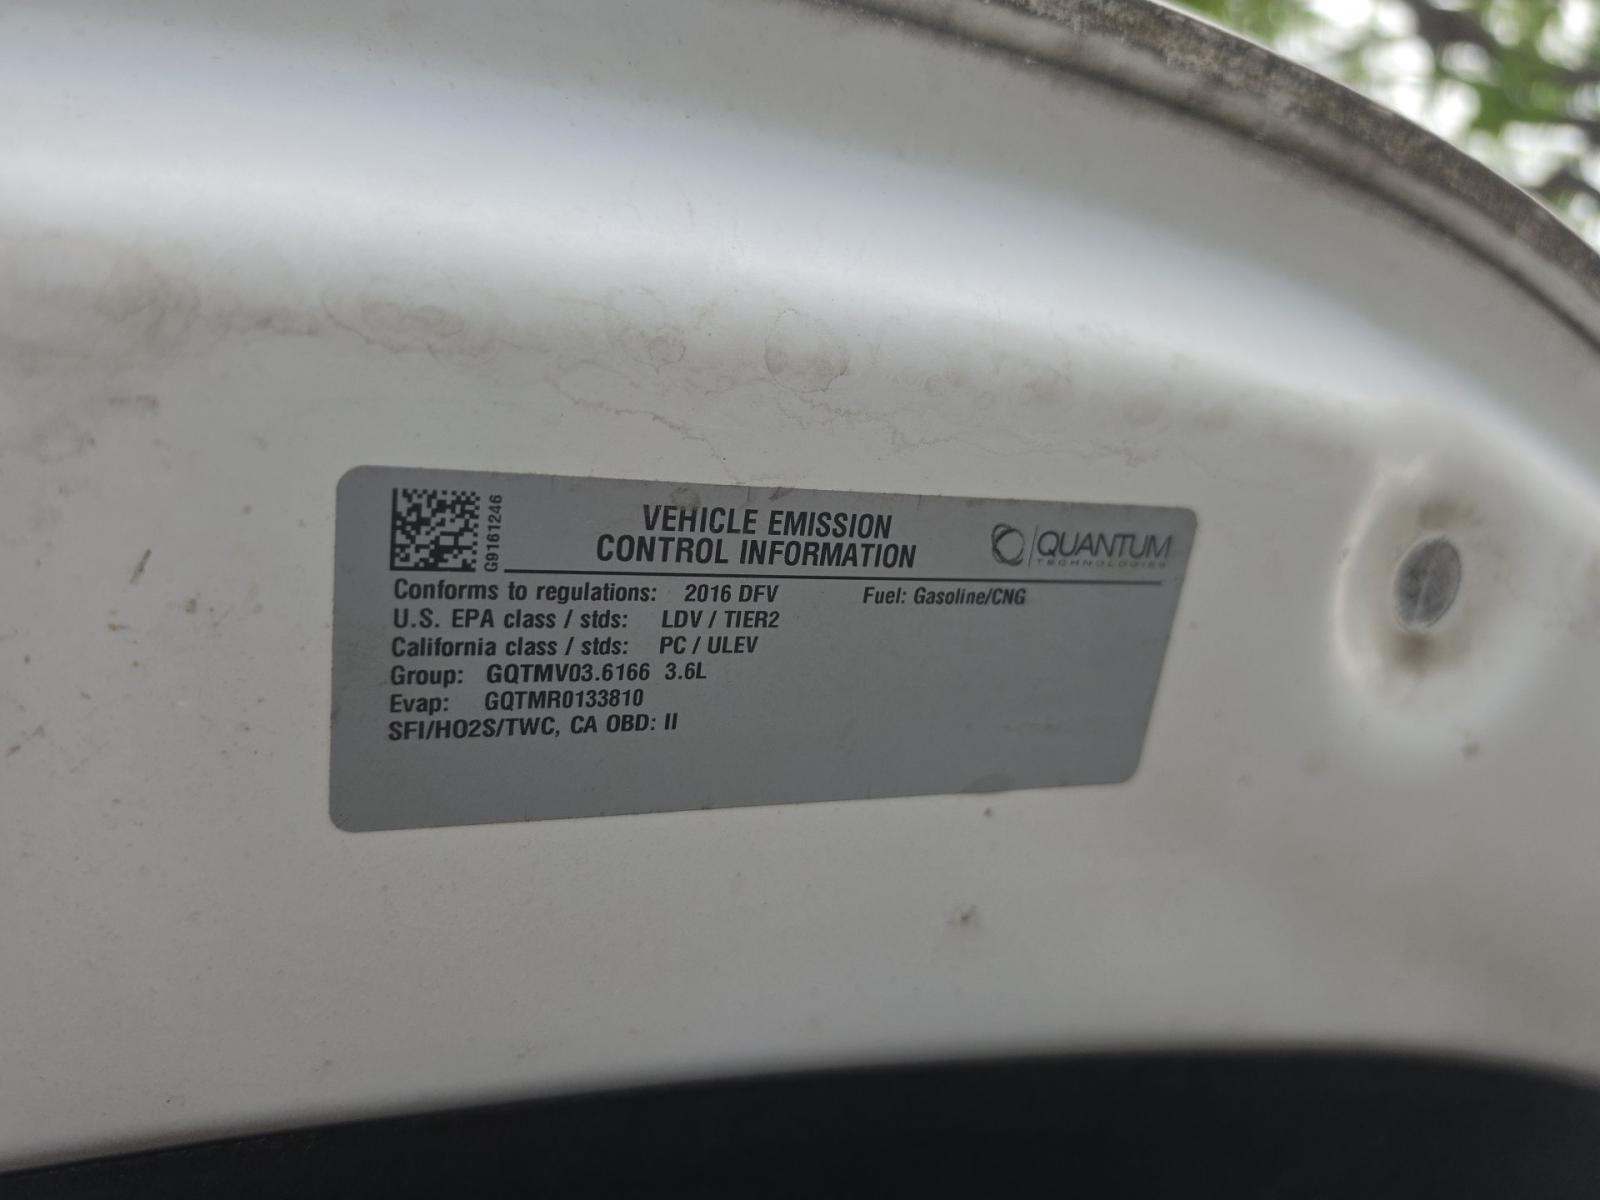 G9161246
VEHICLE EMISSION
CONTROL INFORMATION
QUANTUM
TECHNOLOGIES
Conforms to regulations: 2016 DFV Fuel: Gasoline/CNG
U.S. EPA class / stds: LDV / TIER2
California class / stds: PC / ULEV
Group: GQTMV03.6166 3.6L
Evap: GQTMR0133810
SFI/HO2S/TWC, CA OBD: II